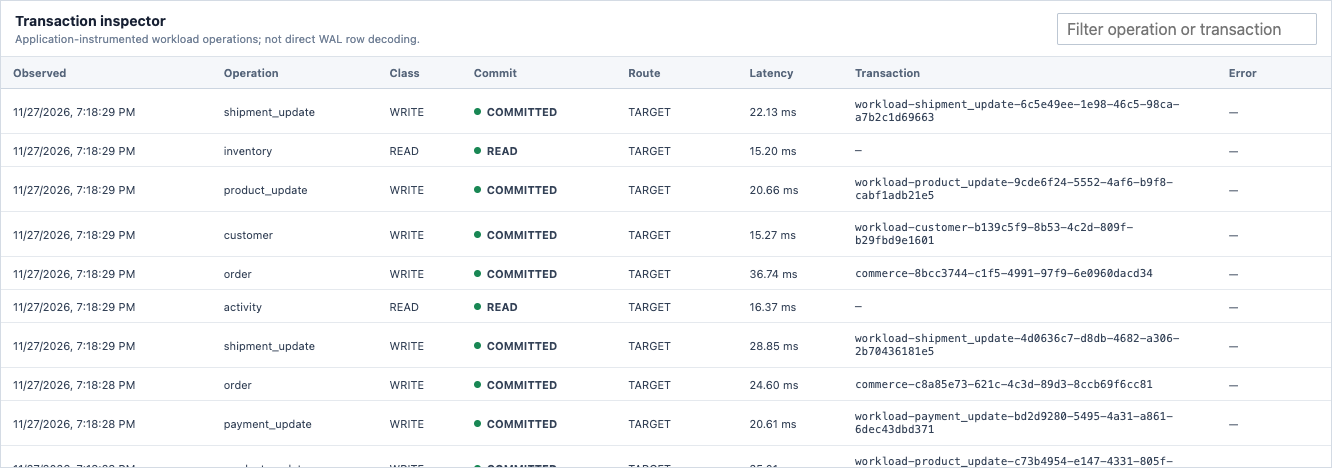 Transaction inspector
Application-instrumented workload operations; not direct WAL row decoding.
Filter operation or transaction
Observed Operation Class Commit Route Latency Transaction Error
11/27/2026, 7:18:29 PM shipment_update WRITE COMMITTED TARGET 22.13 ms workload-shipment_update-6c5e49ee-1e98-46c5-98ca- —
a7b2c1d69663
11/27/2026, 7:18:29 PM inventory READ READ TARGET 15.20 ms — —
11/27/2026, 7:18:29 PM product_update WRITE COMMITTED TARGET 20.66 ms workload-product_update-9cde6f24-5552-4af6-b9f8- —
cabf1adb21e5
11/27/2026, 7:18:29 PM customer WRITE COMMITTED TARGET 15.27 ms workload-customer-b139c5f9-8b53-4c2d-809f- —
b29fbd9e1601
11/27/2026, 7:18:29 PM order WRITE COMMITTED TARGET 36.74 ms commerce-8bcc3744-c1f5-4991-97f9-6e0960dacd34 —
11/27/2026, 7:18:29 PM activity READ READ TARGET 16.37 ms — —
11/27/2026, 7:18:29 PM shipment_update WRITE COMMITTED TARGET 28.85 ms workload-shipment_update-4d0636c7-d8db-4682-a306- —
2b70436181e5
11/27/2026, 7:18:28 PM order WRITE COMMITTED TARGET 24.60 ms commerce-c8a85e73-621c-4c3d-89d3-8ccb69f6cc81 —
11/27/2026, 7:18:28 PM payment_update WRITE COMMITTED TARGET 20.61 ms workload-payment_update-bd2d9280-5495-4a31-a861- —
6dec43dbd371
workload-product_update-c73b4954-e147-4331-805f-